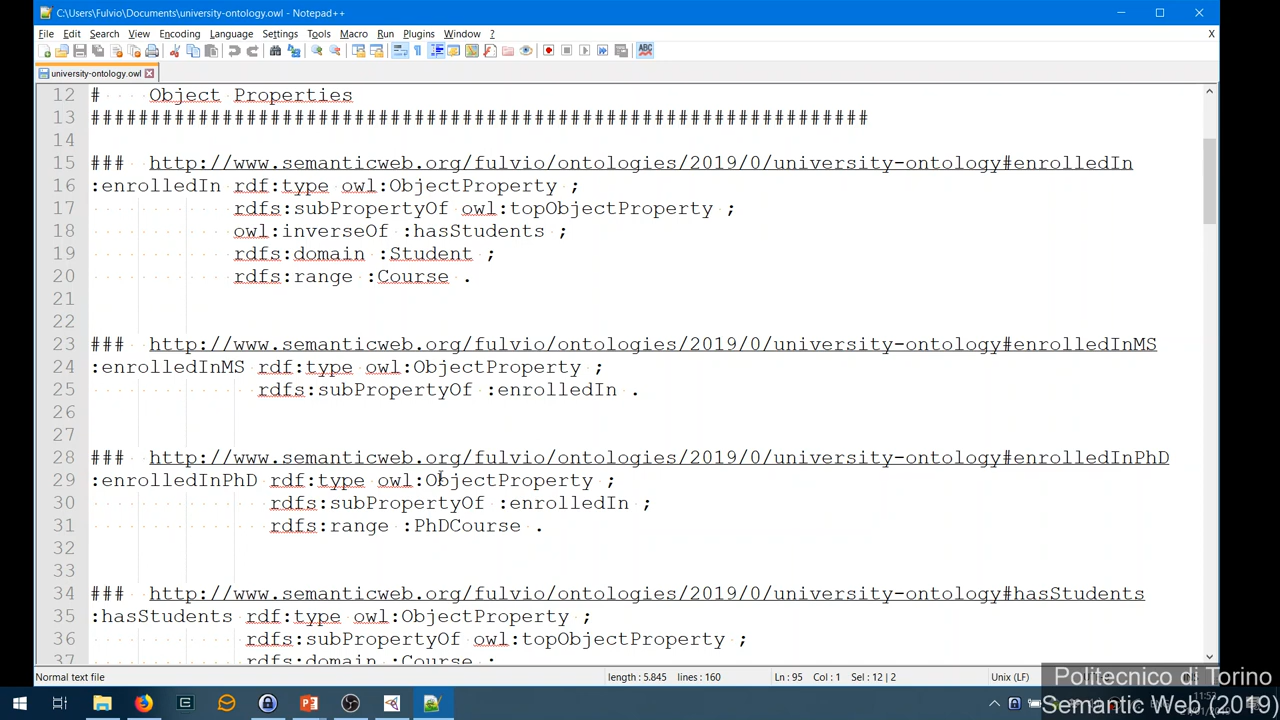 C:\Users\Fulvio\Documents\university-ontology.owl - Notepad++
File Edit Search View Encoding Language Settings Tools Macro Run Plugins Window ? X
university-ontology.owl
12 # Object Properties
13 #################################################################
14
15 ### http://www.semanticweb.org/fulvio/ontologies/2019/0/university-ontology#enrolledIn
16 :enrolledIn rdf:type owl:ObjectProperty ;
17 rdfs:subPropertyOf owl:topObjectProperty ;
18 owl:inverseOf :hasStudents ;
19 rdfs:domain :Student ;
20 rdfs:range :Course .
21
22
23 ### http://www.semanticweb.org/fulvio/ontologies/2019/0/university-ontology#enrolledInMS
24 :enrolledInMS rdf:type owl:ObjectProperty ;
25 rdfs:subPropertyOf :enrolledIn .
26
27
28 ### http://www.semanticweb.org/fulvio/ontologies/2019/0/university-ontology#enrolledInPhD
29 :enrolledInPhD rdf:type owl:ObjectProperty ;
30 rdfs:subPropertyOf :enrolledIn ;
31 rdfs:range :PhDCourse .
32
33
34 ### http://www.semanticweb.org/fulvio/ontologies/2019/0/university-ontology#hasStudents
35 :hasStudents rdf:type owl:ObjectProperty ;
36 rdfs:subPropertyOf owl:topObjectProperty ;
37 rdfs:domain :Course ;
Normal text file length : 5.845 lines : 160 Ln : 95 Col : 1 Sel : 12 | 2 Unix (LF)
Politecnico di Torino
Semantic Web (2019)